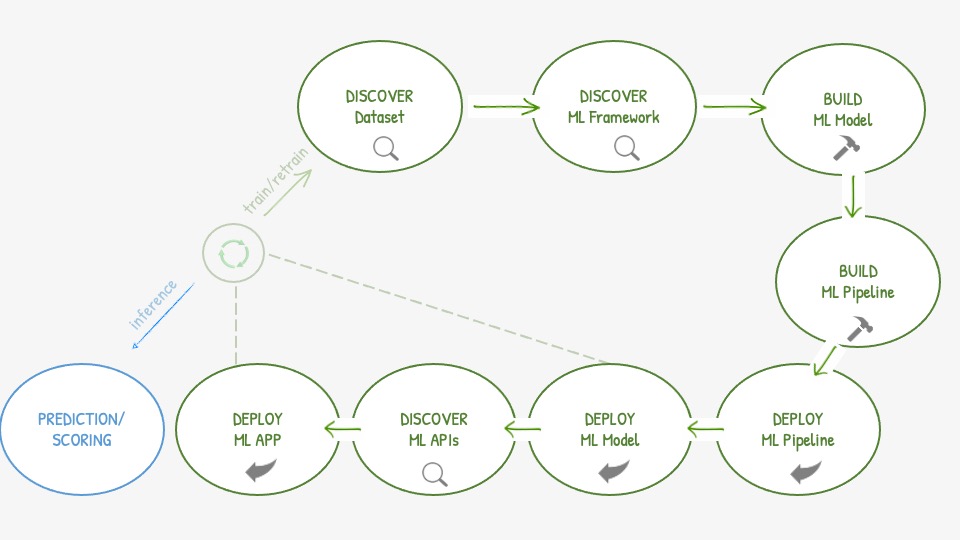 DISCOVER
Dataset
DISCOVER
ML Framework
BUILD
ML Model
train/retrain
BUILD
ML Pipeline
inference
PREDICTION/
SCORING
DEPLOY
ML APP
DISCOVER
ML APIs
DEPLOY
ML Model
DEPLOY
ML Pipeline